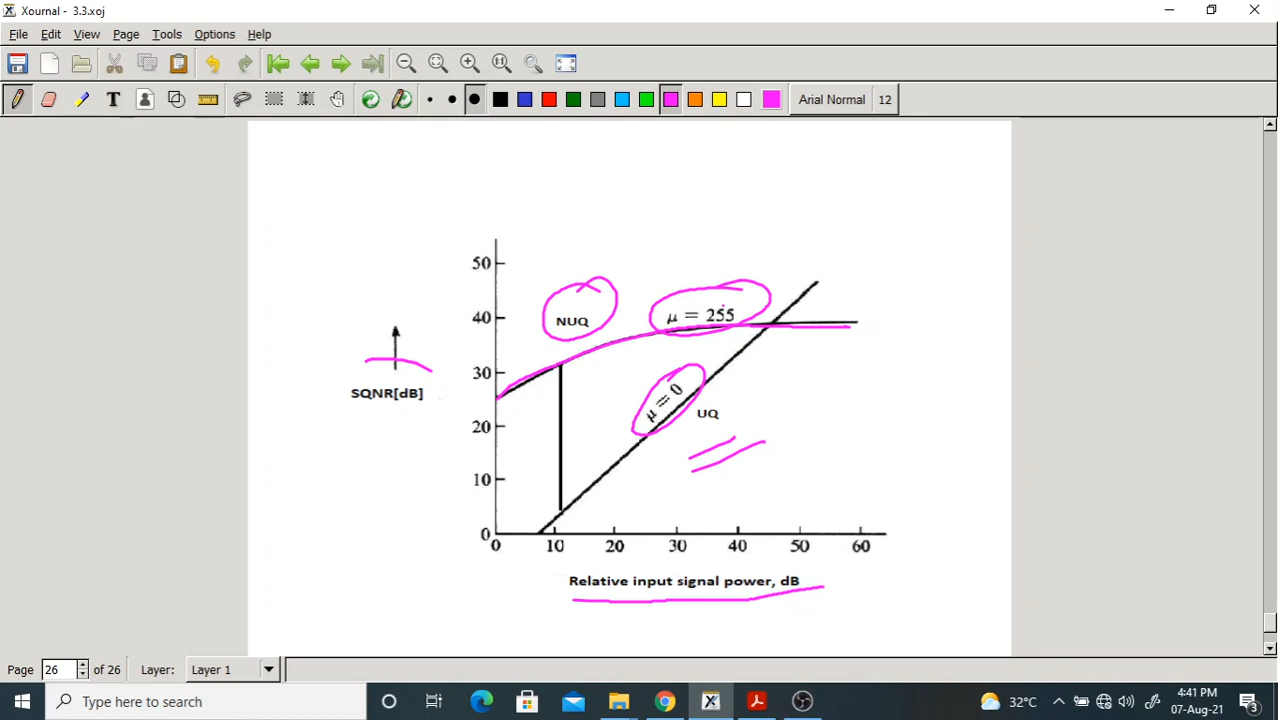 Xournal - 3.3.xoj
File Edit View Page Tools Options Help
T Arial Normal 12
50
40
30
20
10
0
NUQ
μ = 255
μ = 0
UQ
SQNR[dB]
0 10 20 30 40 50 60
Relative input signal power, dB
Page 26 of 26 Layer: Layer 1
Type here to search
32°C
4:41 PM
07-Aug-21
3